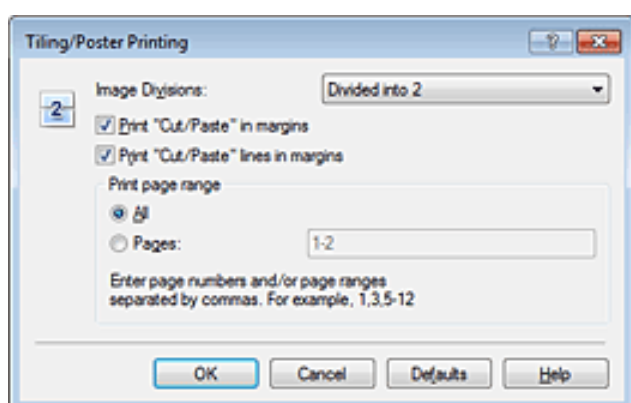 Tiling/Poster Printing
Image Divisions: Divided into 2
2
Print "Cut/Paste" in margins
Print "Cut/Paste" lines in margins
Print page range
All
Pages: 1-2
Enter page numbers and/or page ranges
separated by commas. For example, 1,3,5-12
OK Cancel Defaults Help